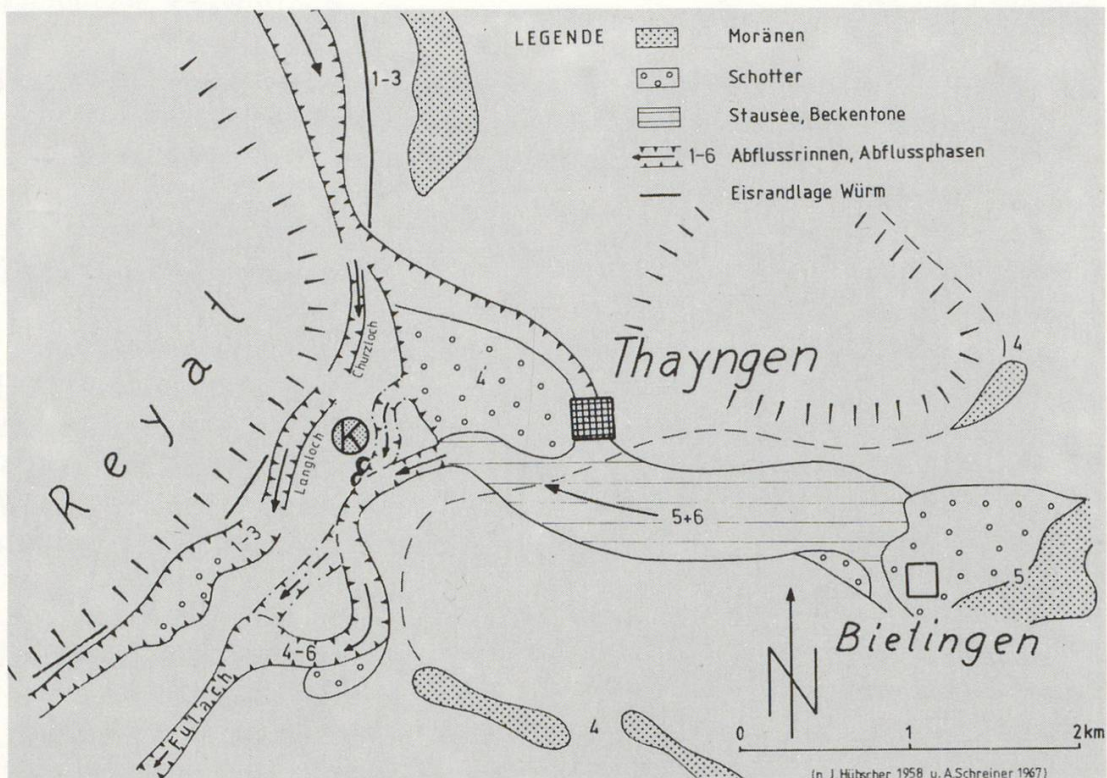 LEGENDE
Moränen
Schotter
Stausee, Beckentone
1-6 Abflussrinnen, Abflussphasen
Eisrandlage Würm
1-3
Reyat
Churzloch
4
Thayngen
4
K
Langloch
1-3
5+6
5
Bietingen
4-6
Fulach
4
N
0 1 2km
(n. J. Hübscher 1958 u. A. Schreiner 1967)